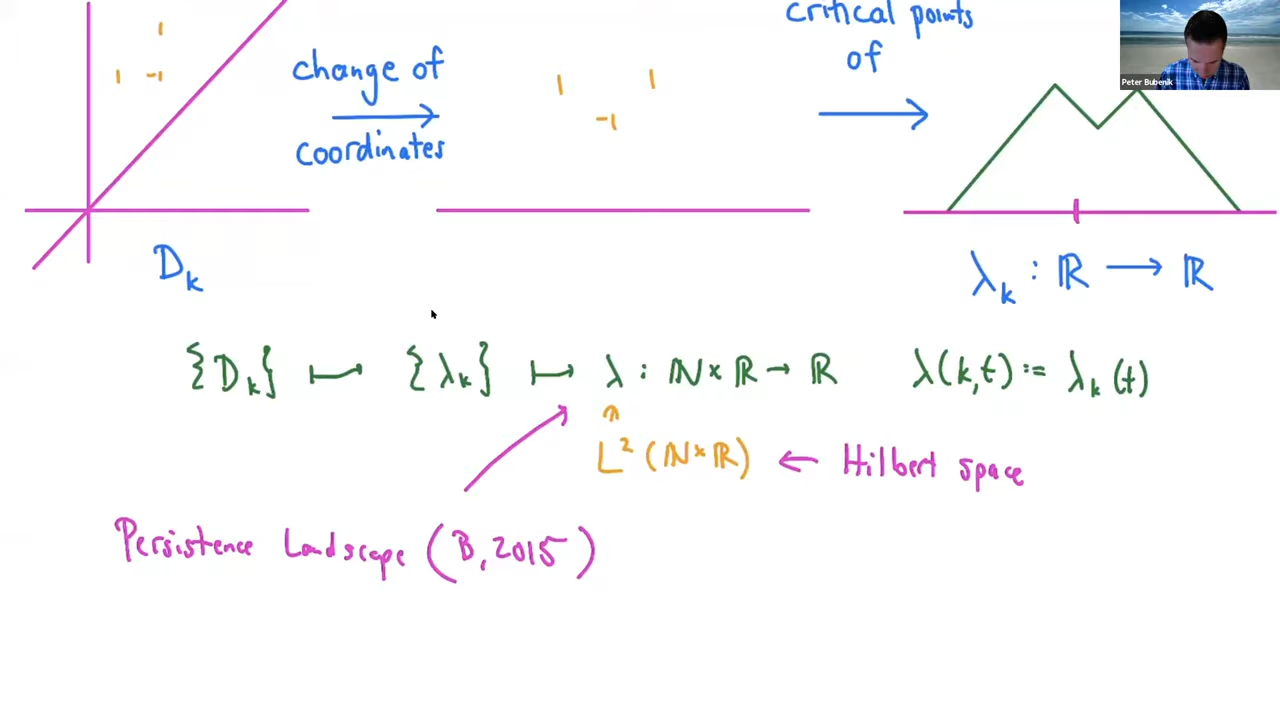 critical points
of
Peter Bubenik
1
1 -1
change of
coordinates
1 1
-1
D_k
λ_k : ℝ → ℝ
{D_k} ↦ {λ_k} ↦ λ : ℕ × ℝ → ℝ λ(k,t) := λ_k(t)
↑
L²(ℕ×ℝ) ← Hilbert space
Persistence Landscape (B, 2015)